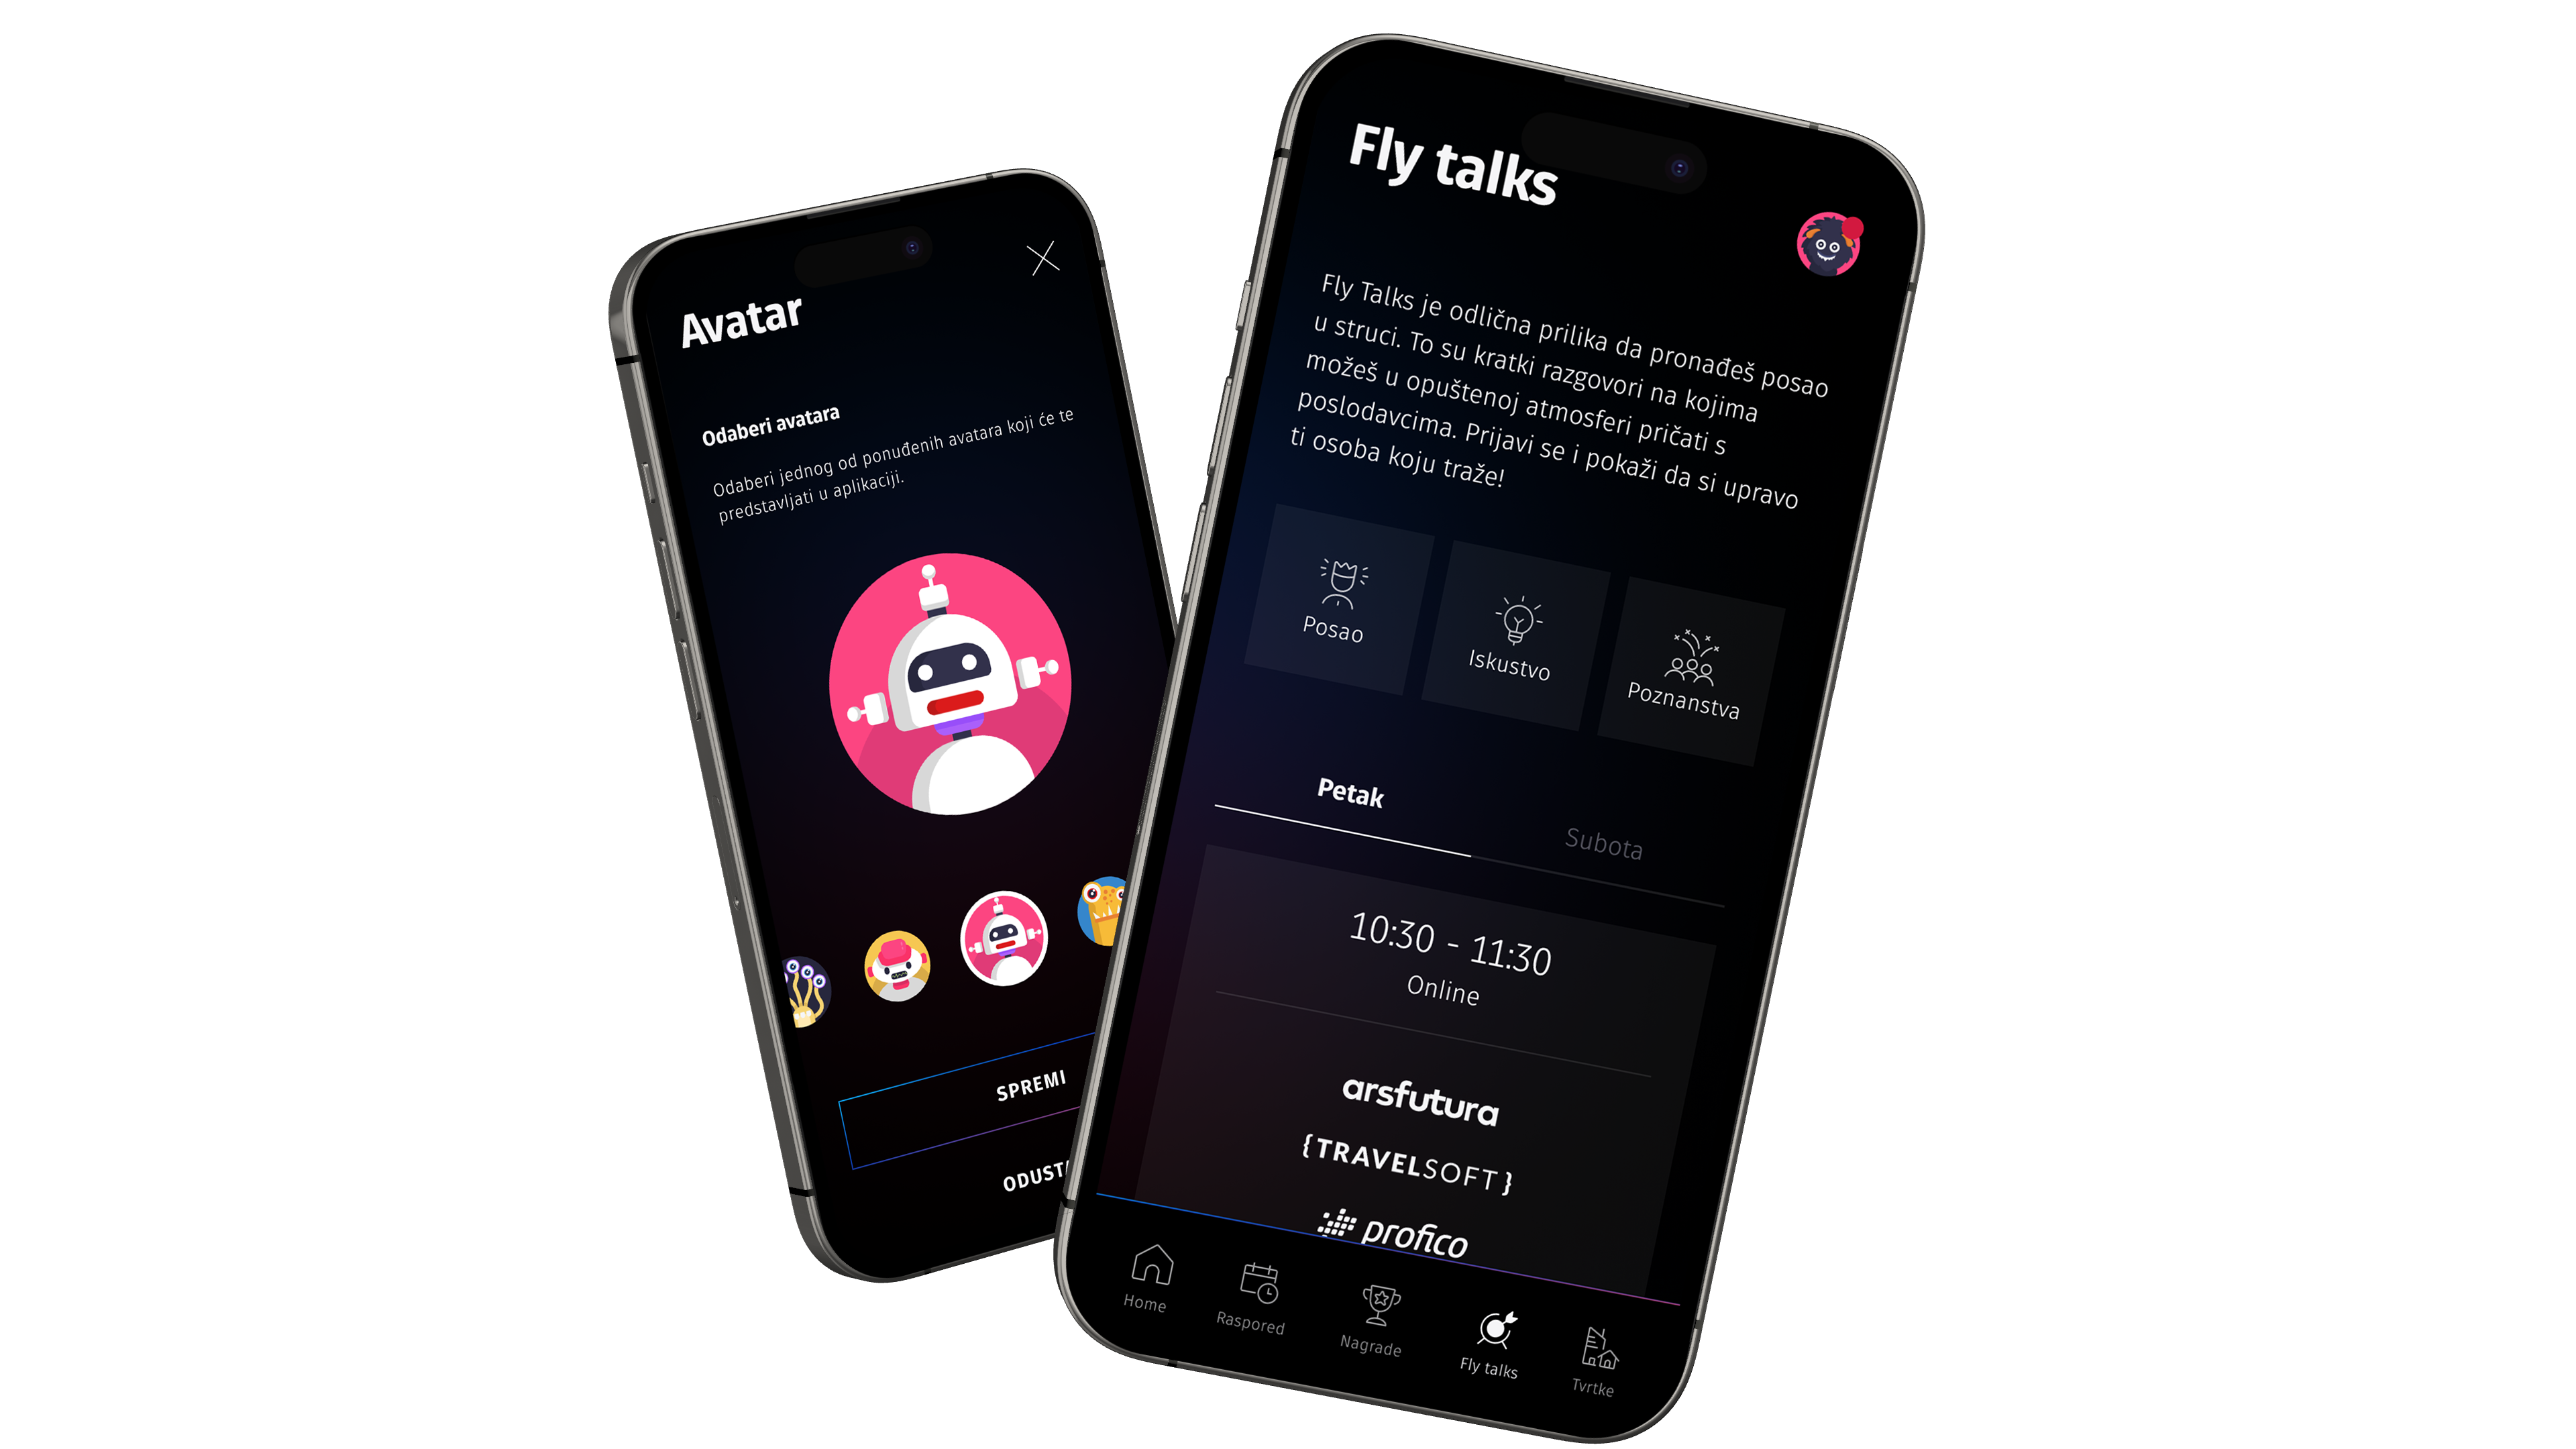 Avatar
Odaberi avatara
Odaberi jednog od ponuđenih avatara koji će te
predstavljati u aplikaciji.
SPREMI
Fly talks
Fly Talks je odlična prilika da pronađeš posao
u struci. To su kratki razgovori na kojima
možeš u opuštenoj atmosferi pričati s
poslodavcima. Prijavi se i pokaži da si upravo
ti osoba koju traže!
Posao
Iskustvo
Poznanstva
Petak
Subota
10:30 - 11:30
Online
arsfutura
{TRAVELSOFT}
profico
Home
Raspored
Nagrade
Fly talks
Tvrtke